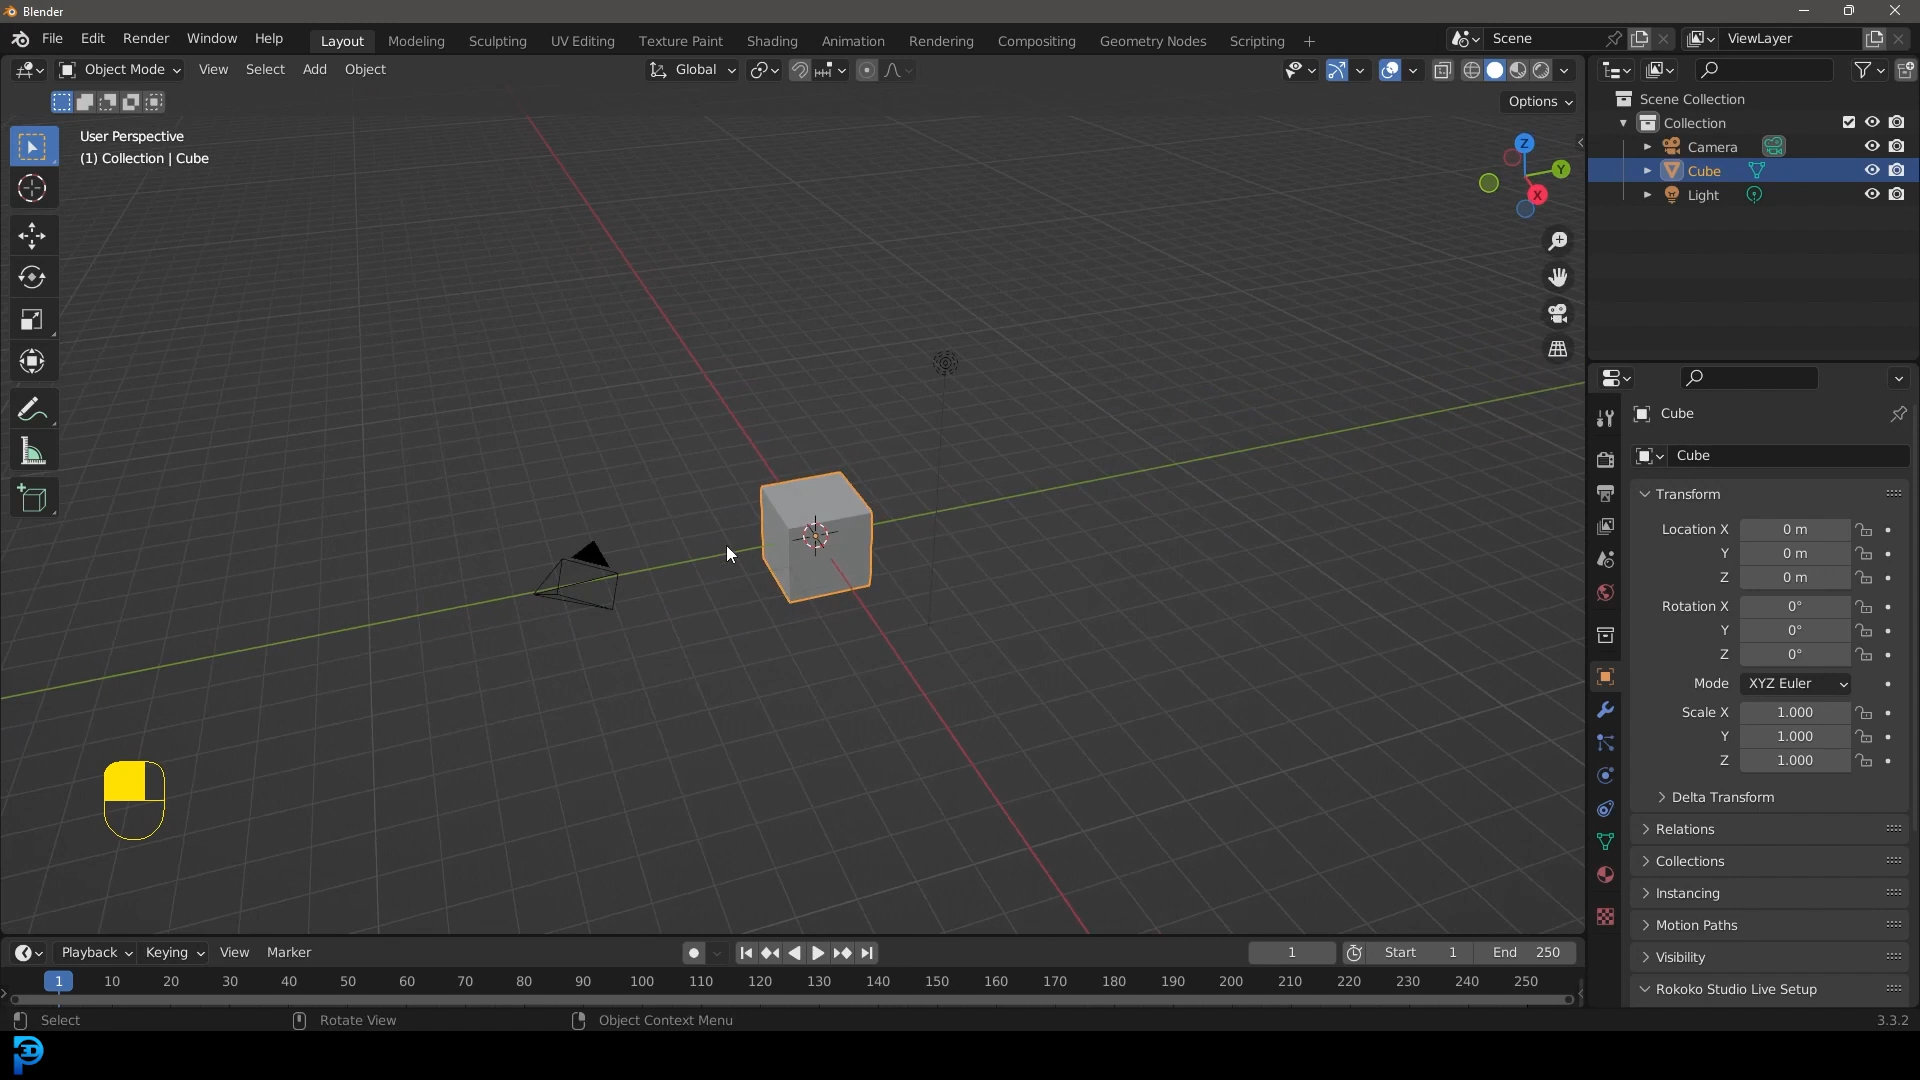 Blender
File Edit Render Window Help Layout Modeling Sculpting UV Editing Texture Paint Shading Animation Rendering Compositing Geometry Nodes Scripting + Scene ViewLayer
Object Mode View Select Add Object Global
Options
User Perspective
(1) Collection | Cube
Z
Y
X
Scene Collection
Collection
Camera
Cube
Light
Cube
Cube
Transform
Location X 0 m
Y 0 m
Z 0 m
Rotation X 0°
Y 0°
Z 0°
Mode XYZ Euler
Scale X 1.000
Y 1.000
Z 1.000
Delta Transform
Relations
Collections
Instancing
Motion Paths
Visibility
Rokoko Studio Live Setup
Playback Keying View Marker 1 Start 1 End 250
1 10 20 30 40 50 60 70 80 90 100 110 120 130 140 150 160 170 180 190 200 210 220 230 240 250
Select Rotate View Object Context Menu 3.3.2
3D